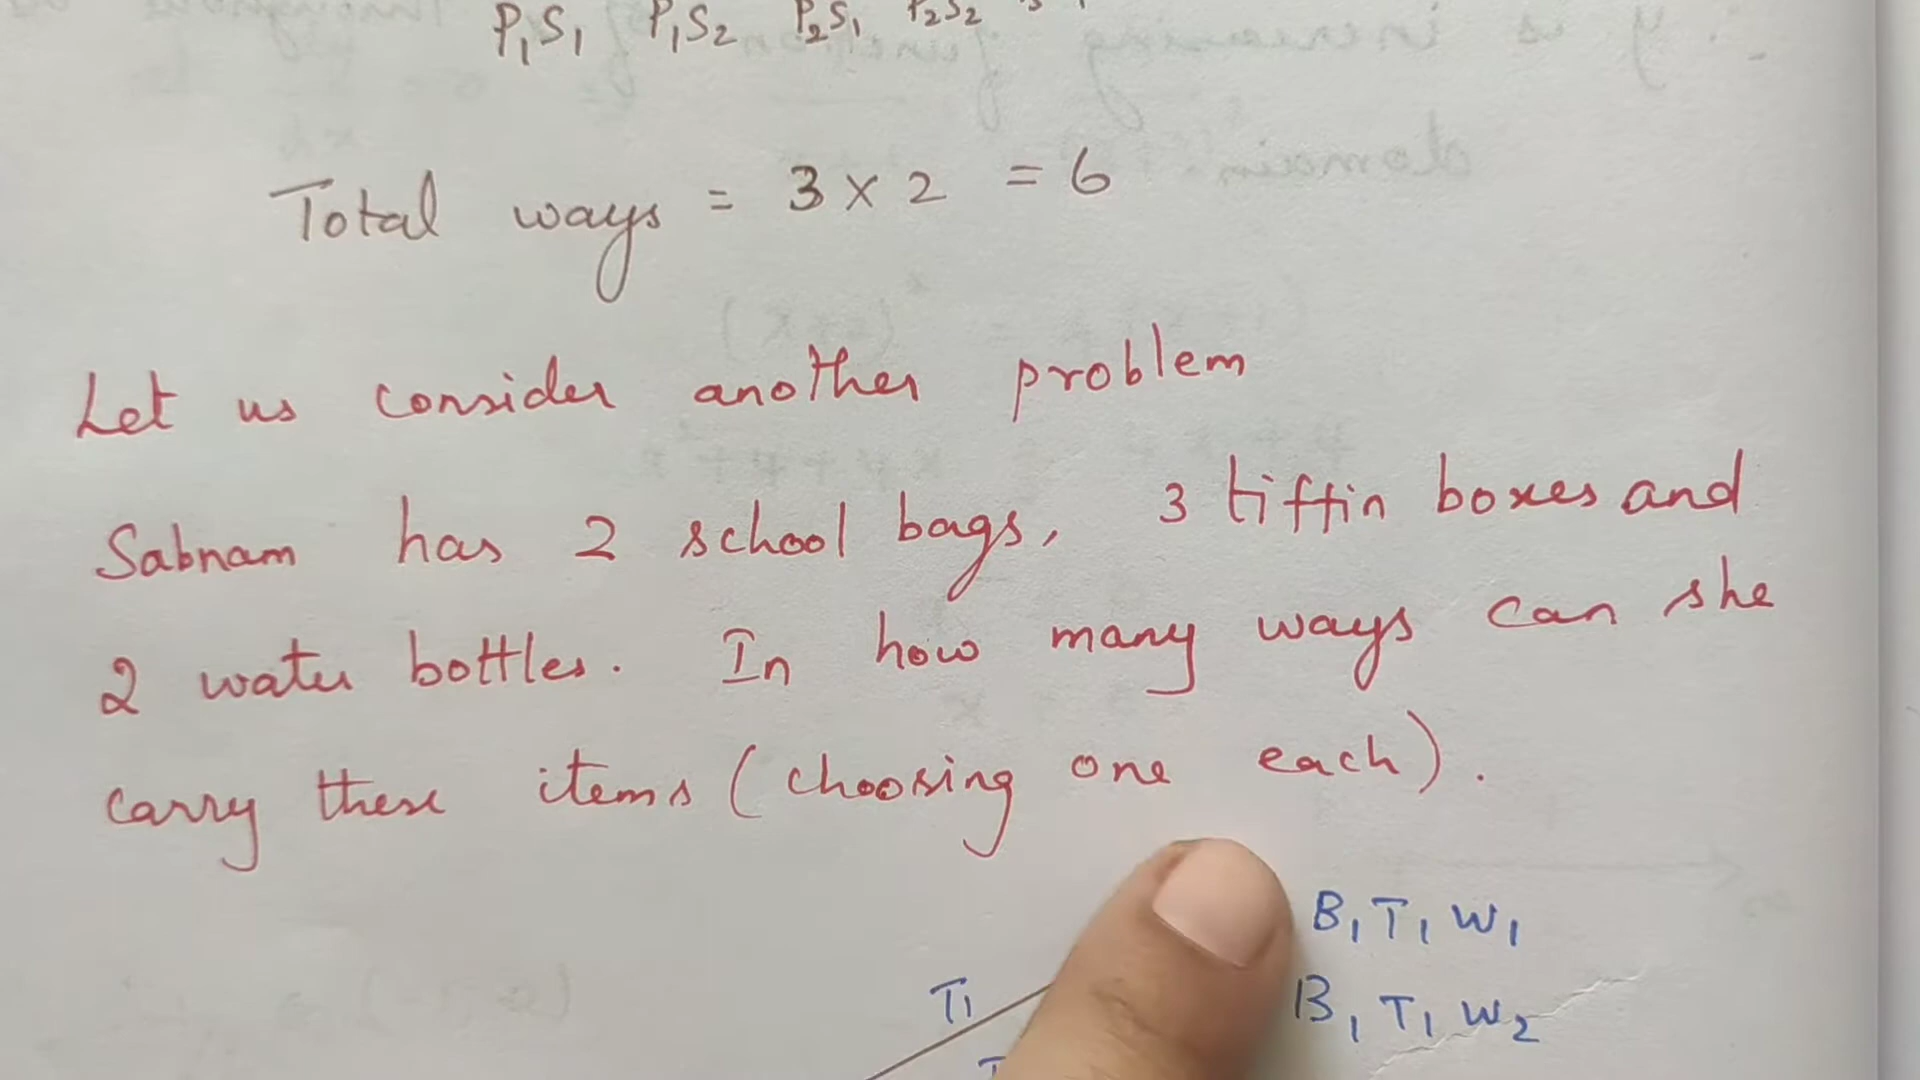 P₁S₁ P₁S₂ P₂S₁ P₂S₂
Total ways = 3 × 2 = 6
Let us consider another problem
Sabnam has 2 school bags, 3 tiffin boxes and
2 water bottles. In how many ways can she
carry these items (choosing one each).
B₁ T₁ W₁
T₁
B₁ T₁ W₂